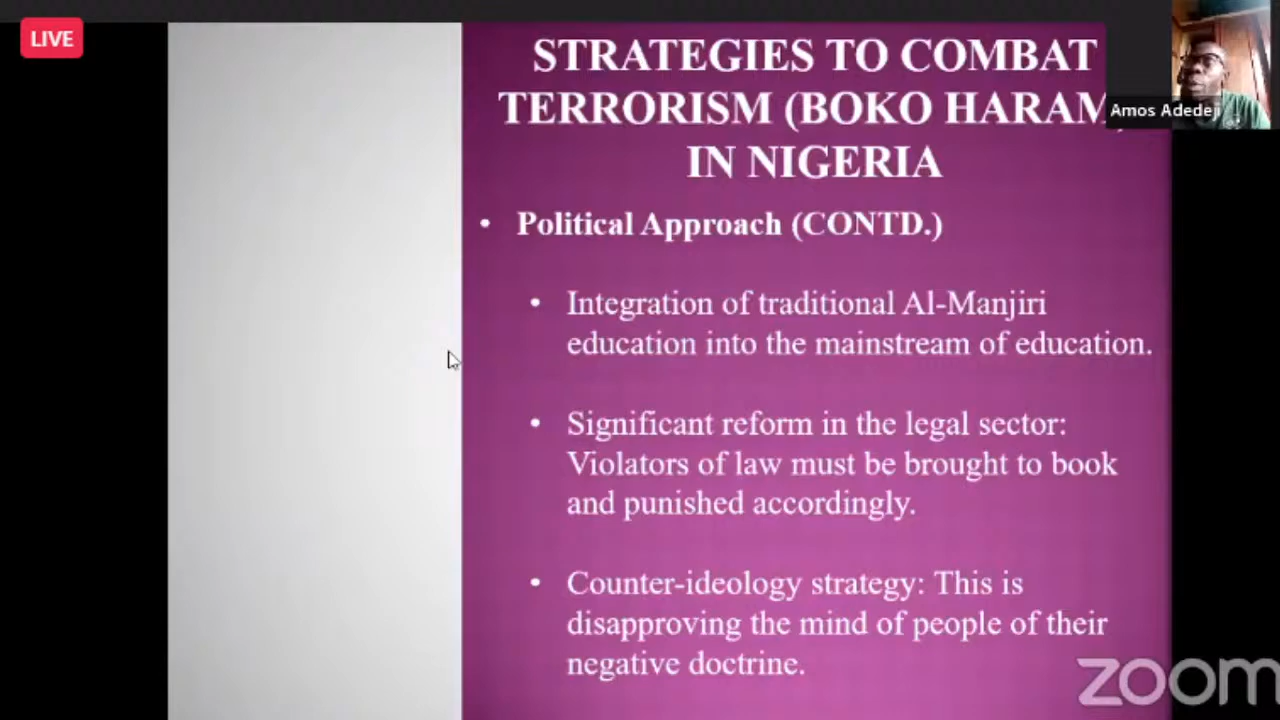 LIVE
STRATEGIES TO COMBAT
TERRORISM (BOKO HARAM)
IN NIGERIA
Amos Adedeji
• Political Approach (CONTD.)
• Integration of traditional Al-Manjiri
education into the mainstream of education.
• Significant reform in the legal sector:
Violators of law must be brought to book
and punished accordingly.
• Counter-ideology strategy: This is
disapproving the mind of people of their
negative doctrine.
zoom